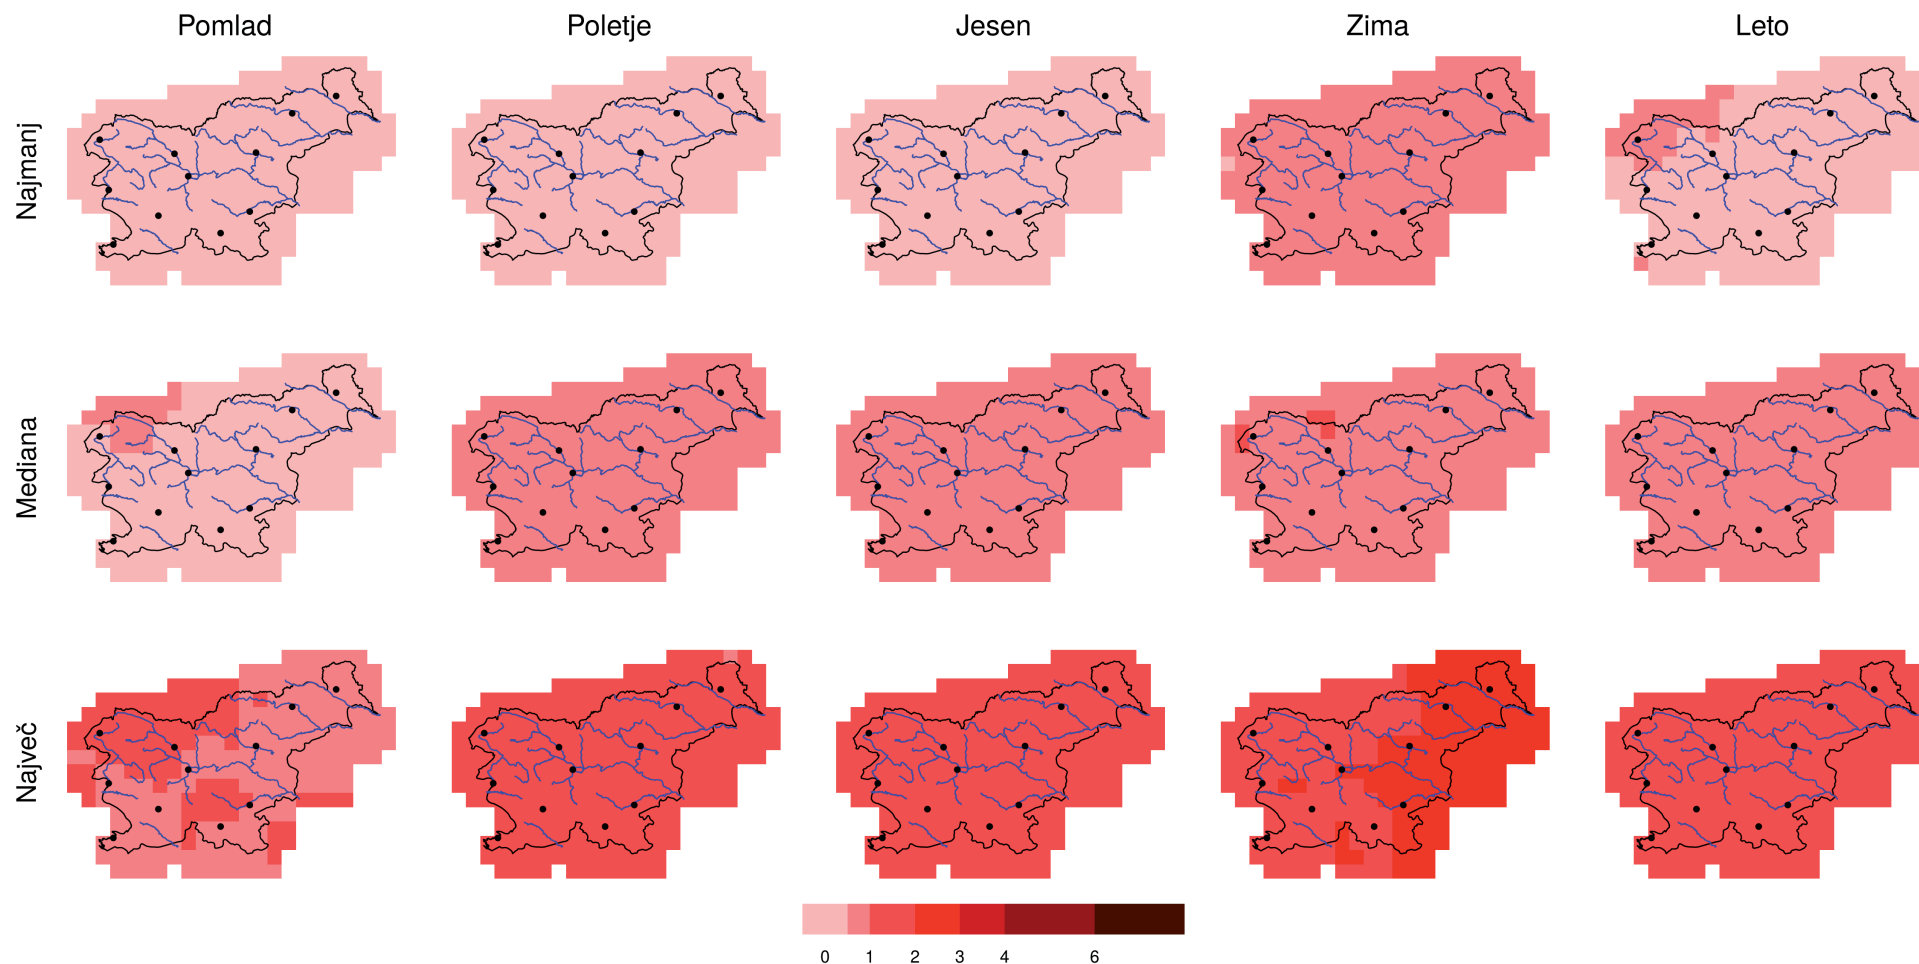 Pomlad Poletje Jesen Zima Leto
Najmanj
Mediana
Največ
0 1 2 3 4 6